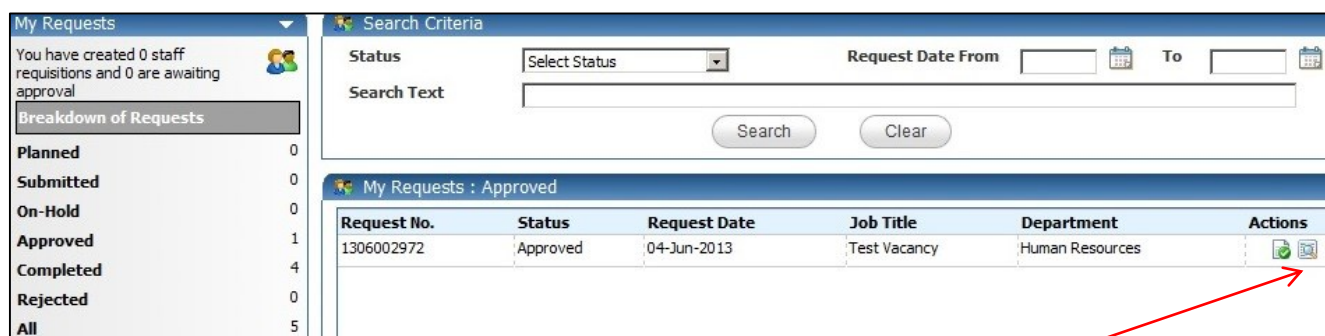 My Requests
You have created 0 staff
requisitions and 0 are awaiting
approval
Breakdown of Requests
Planned 0
Submitted 0
On-Hold 0
Approved 1
Completed 4
Rejected 0
All 5
Search Criteria
Status Select Status Request Date From To
Search Text
Search Clear
My Requests : Approved
Request No. Status Request Date Job Title Department Actions
1306002972 Approved 04-Jun-2013 Test Vacancy Human Resources